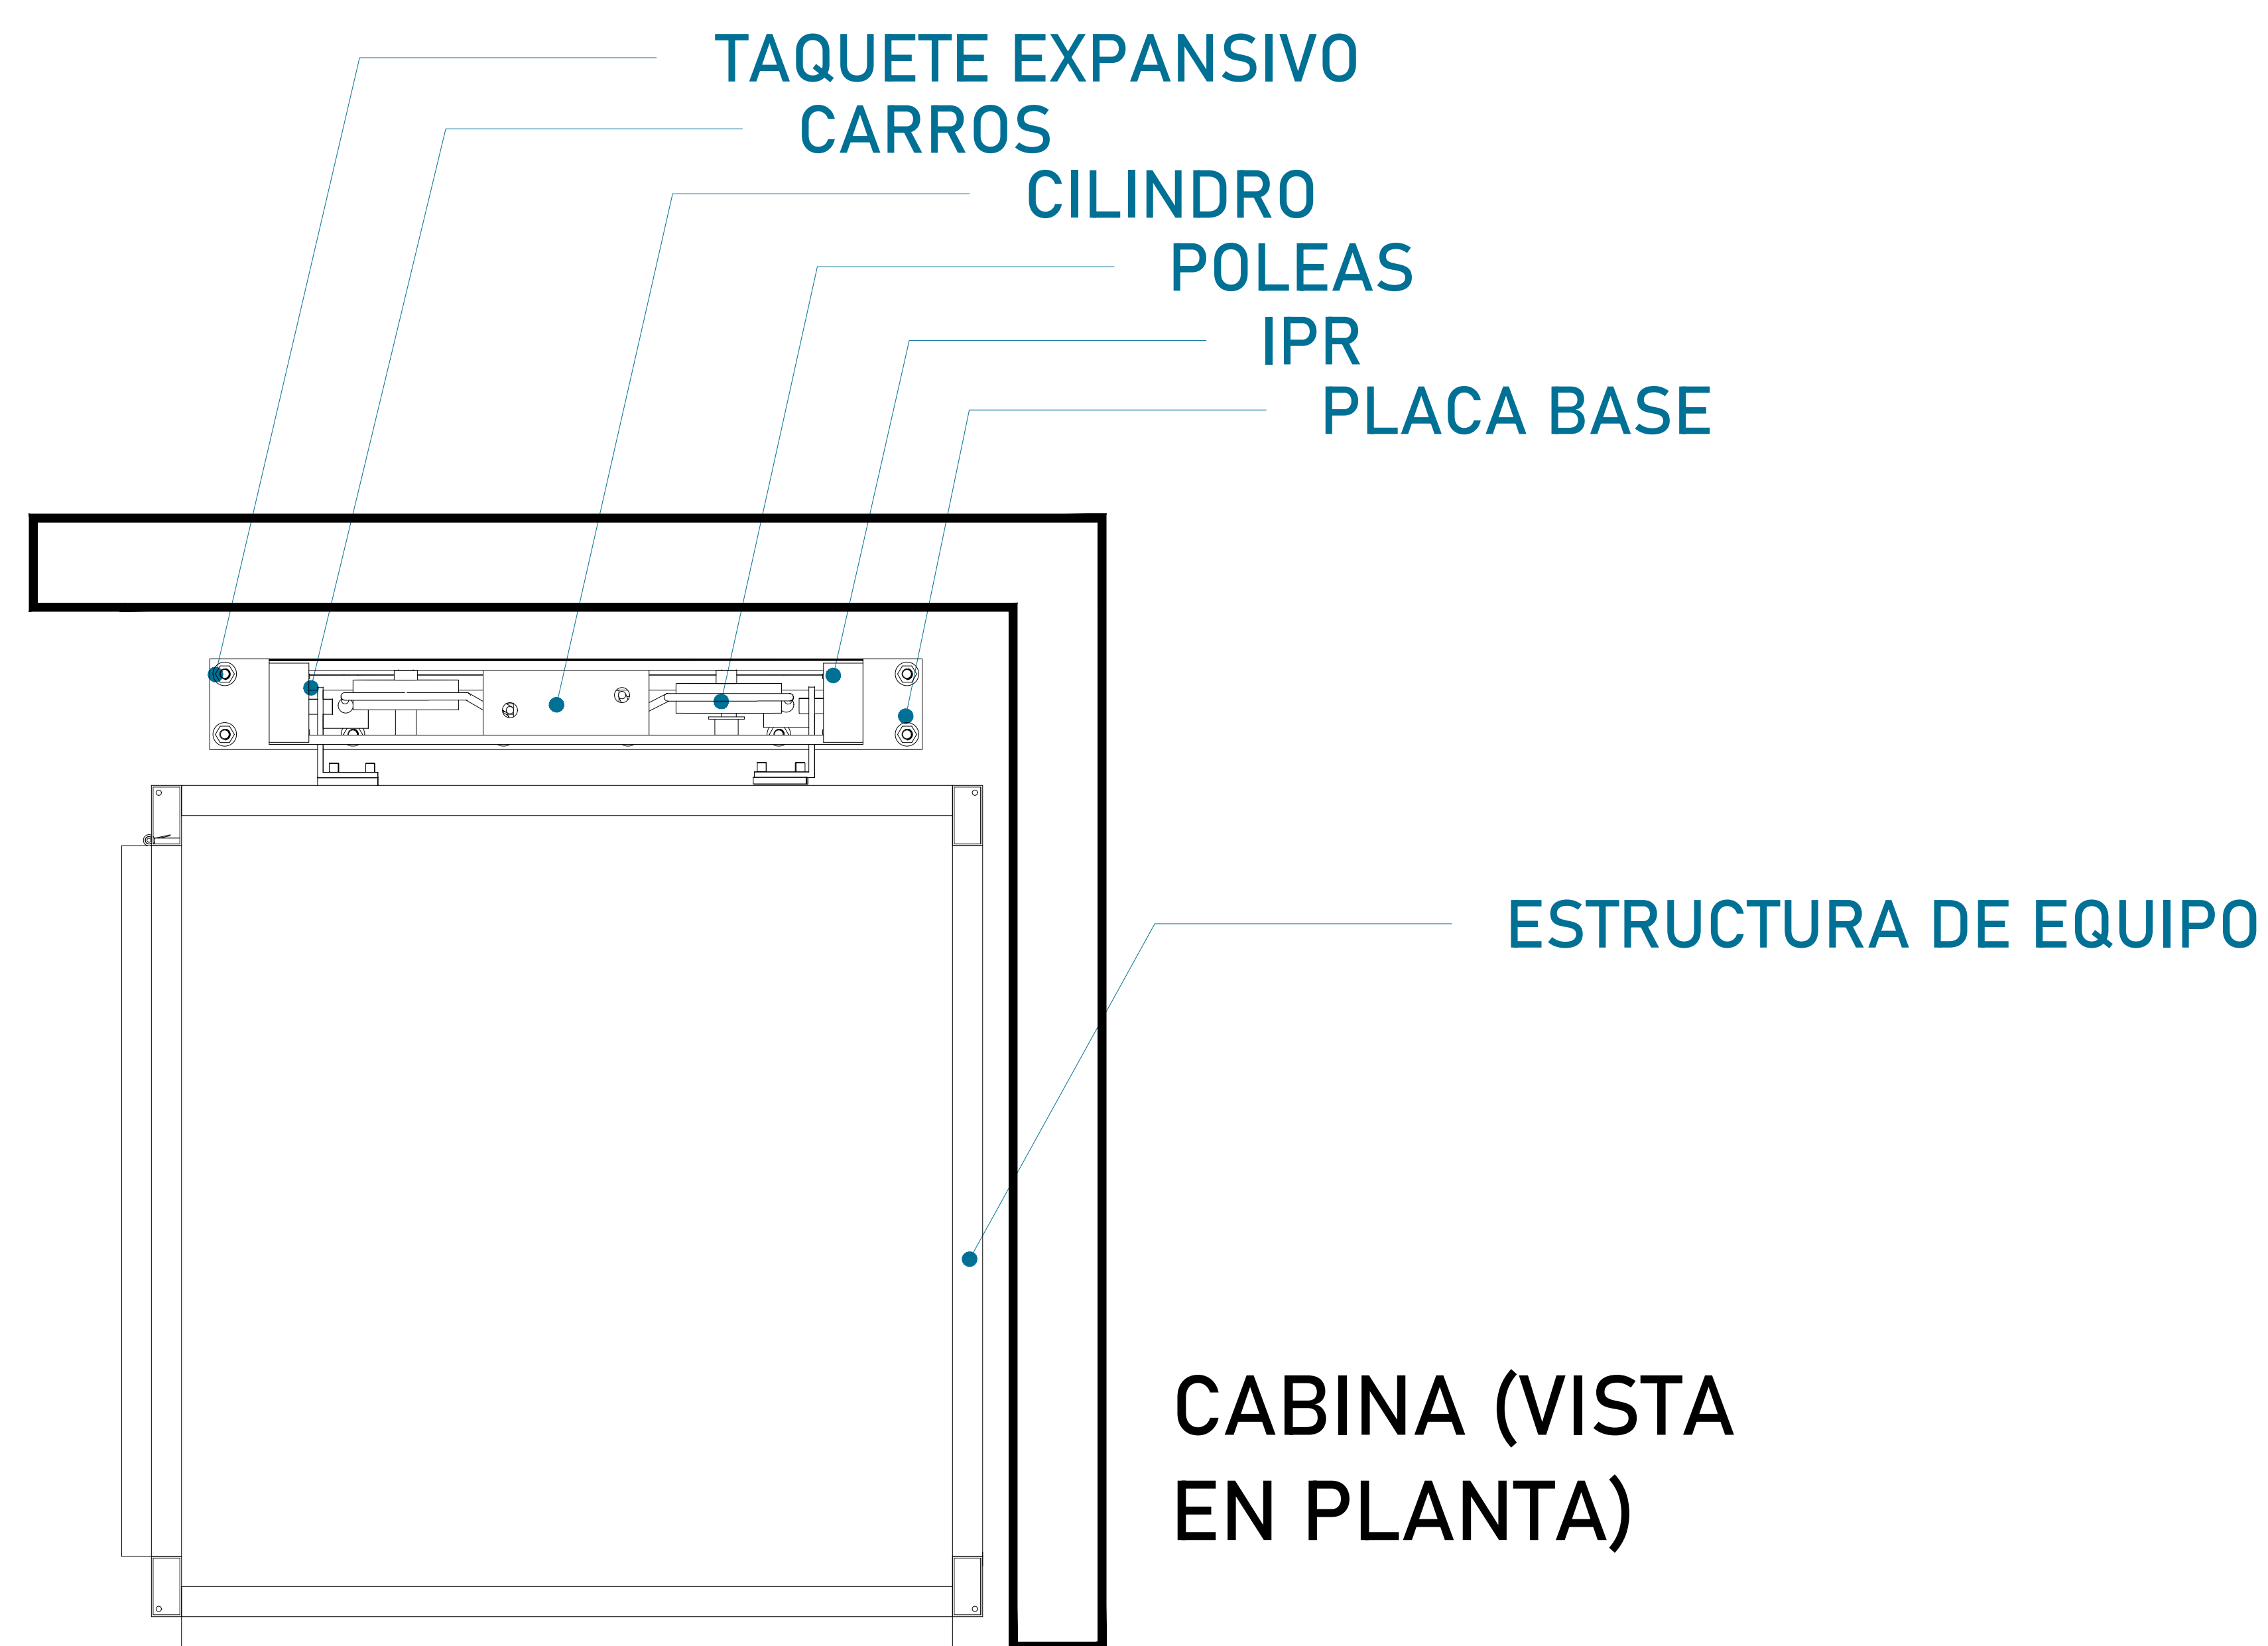 TAQUETE EXPANSIVO
CARROS
CILINDRO
POLEAS
IPR
PLACA BASE
ESTRUCTURA DE EQUIPO
CABINA (VISTA
EN PLANTA)